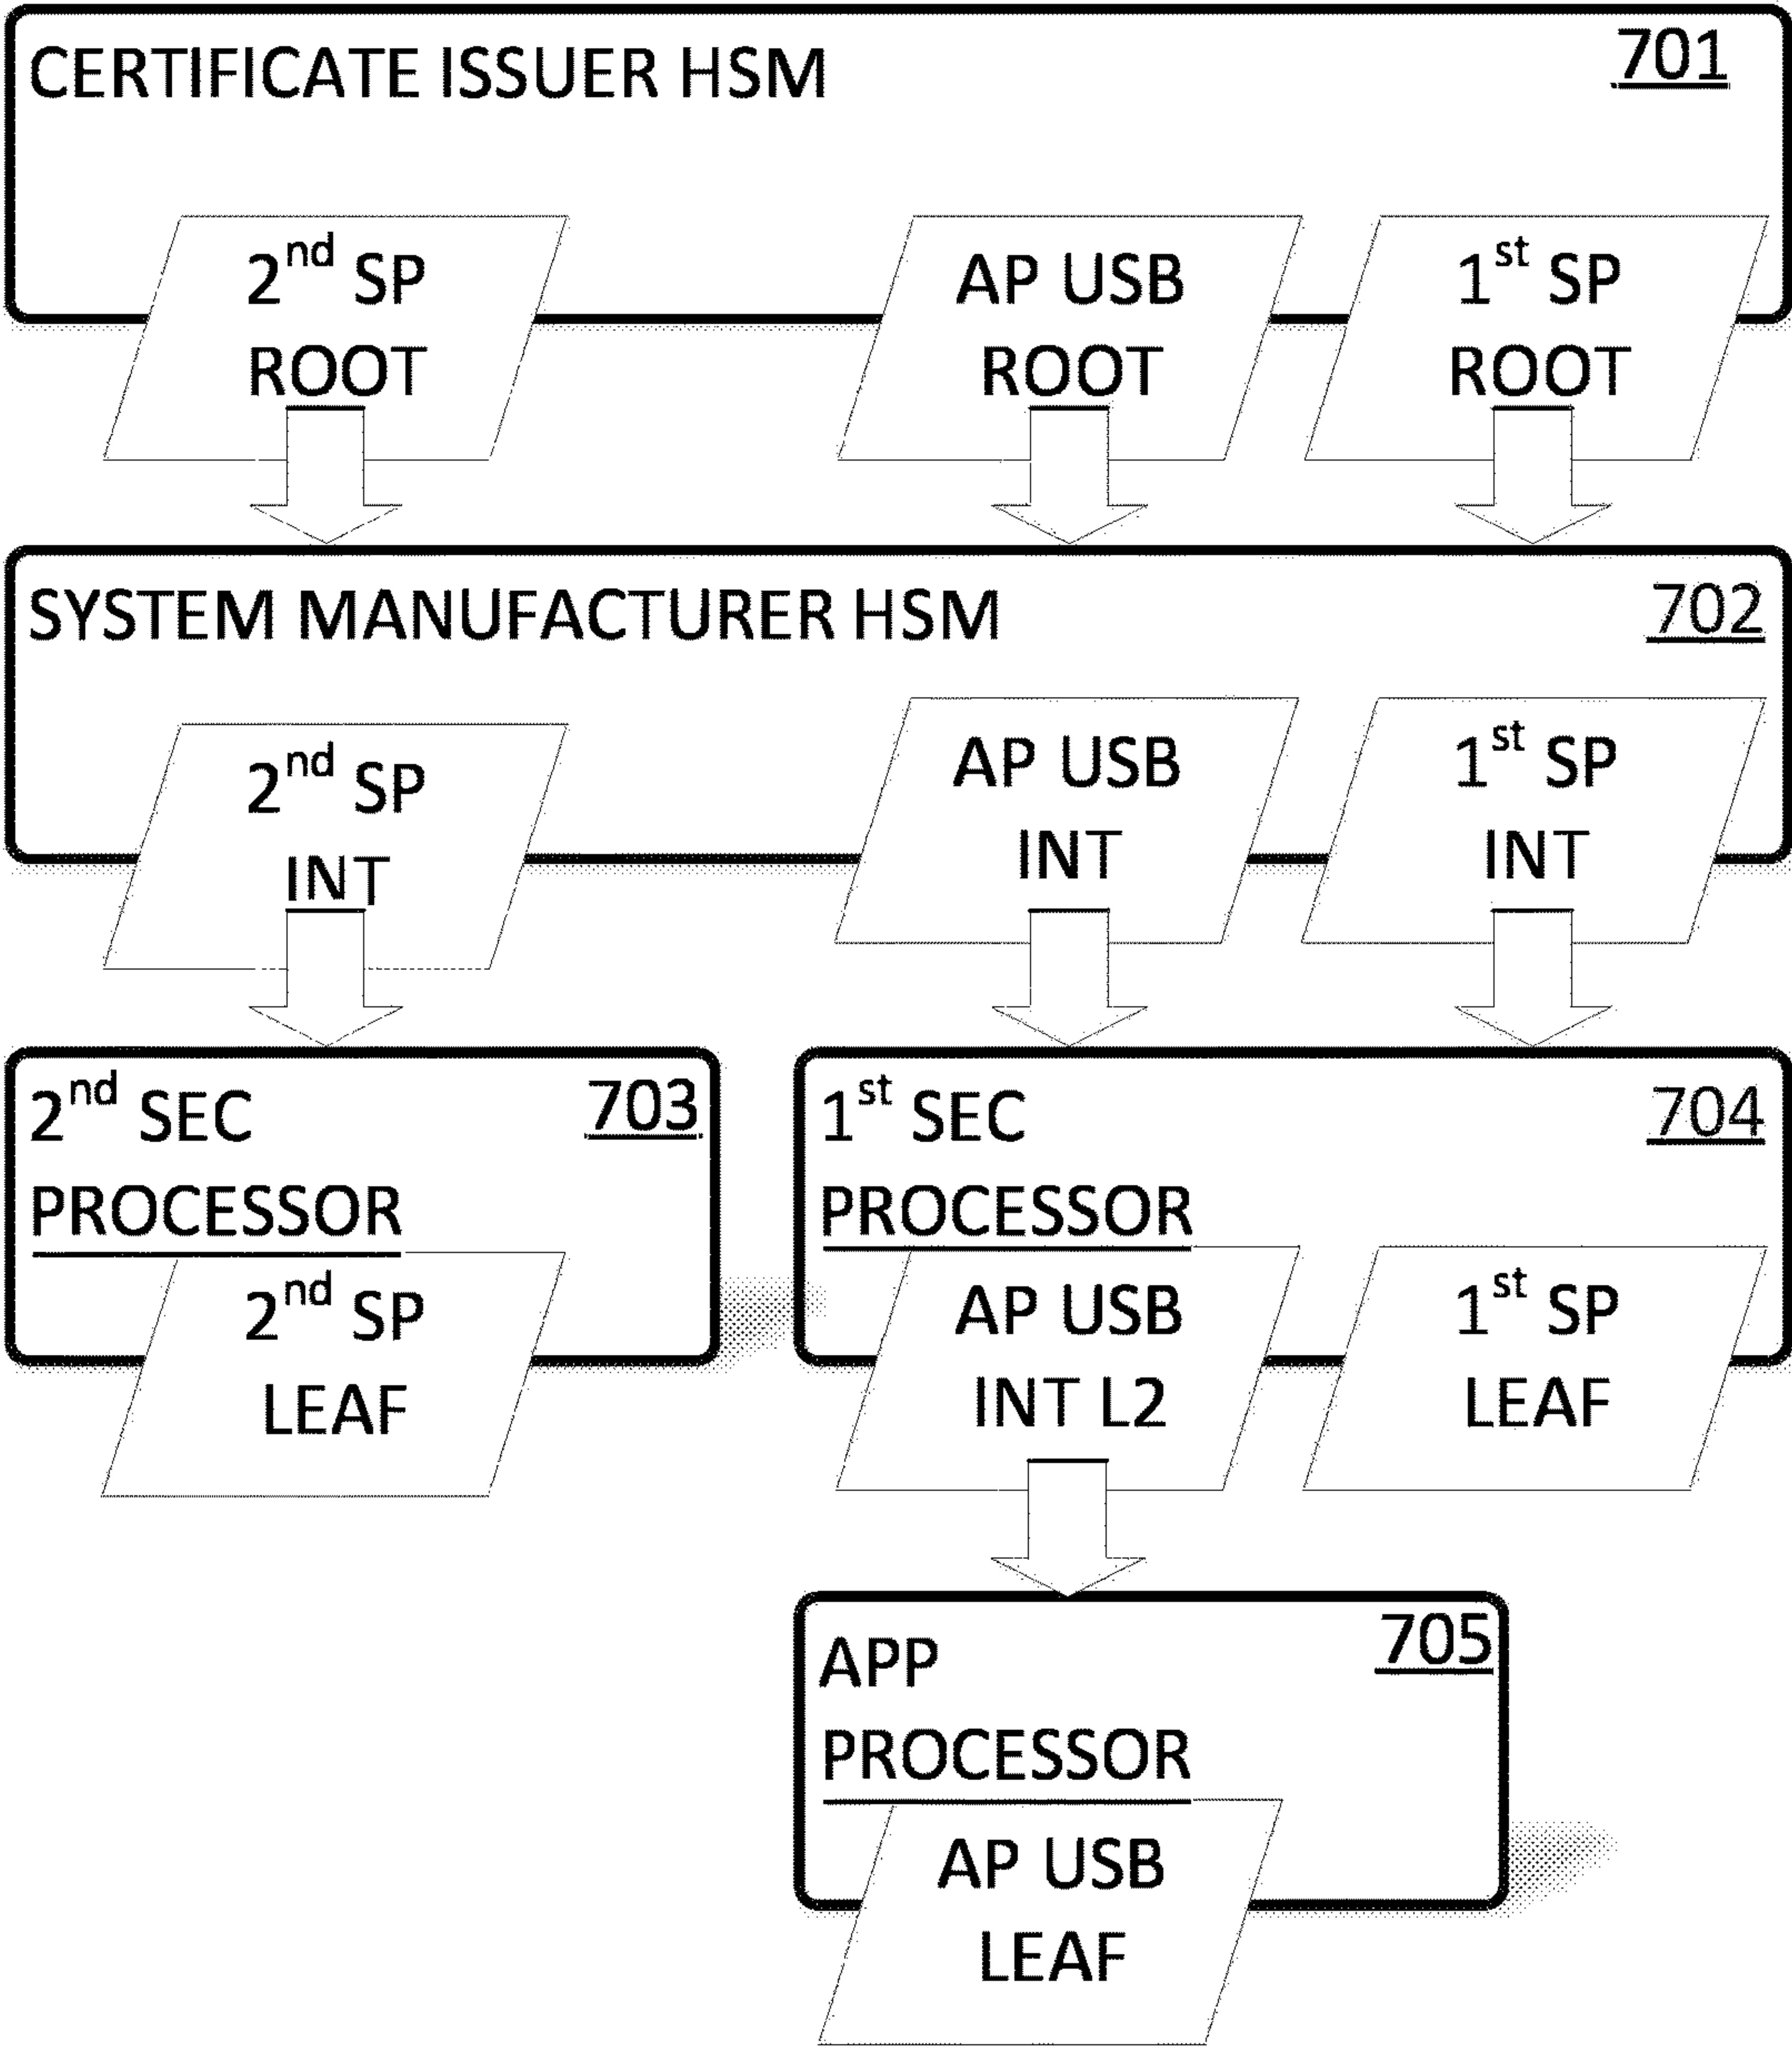 CERTIFICATE ISSUER HSM
701
2nd SP
ROOT
AP USB
ROOT
1st SP
ROOT
SYSTEM MANUFACTURER HSM
702
2nd SP
INT
AP USB
INT
1st SP
INT
2nd SEC
PROCESSOR
703
2nd SP
LEAF
1st SEC
PROCESSOR
704
AP USB
INT L2
1st SP
LEAF
APP
PROCESSOR
705
AP USB
LEAF